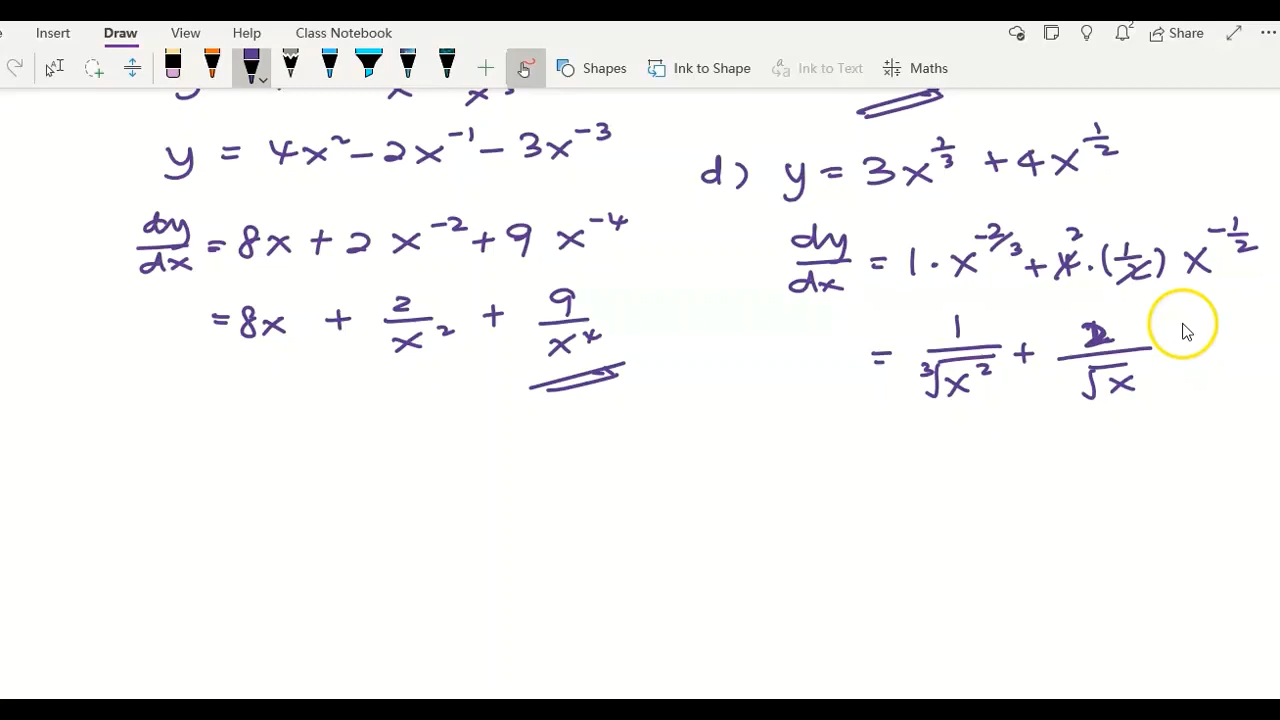 Insert Draw View Help Class Notebook 2 Share
Shapes Ink to Shape Ink to Text Maths
y = 4x² − 2x⁻¹ − 3x⁻³
dy/dx = 8x + 2x⁻² + 9x⁻⁴
= 8x + 2/x² + 9/x⁴
d) y = 3x^(2/3) + 4x^(1/2)
dy/dx = 1 · x^(-2/3) + 4² · (1/2) x^(-1/2)
= 1/∛x² + 2/√x